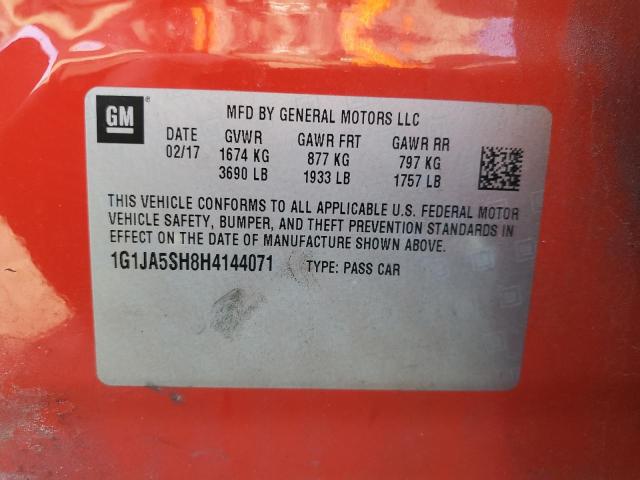 GM ® MFD BY GENERAL MOTORS LLC
DATE GVWR GAWR FRT GAWR RR
02/17 1674 KG 877 KG 797 KG
3690 LB 1933 LB 1757 LB
THIS VEHICLE CONFORMS TO ALL APPLICABLE U.S. FEDERAL MOTOR
VEHICLE SAFETY, BUMPER, AND THEFT PREVENTION STANDARDS IN
EFFECT ON THE DATE OF MANUFACTURE SHOWN ABOVE.
1G1JA5SH8H4144071 TYPE: PASS CAR